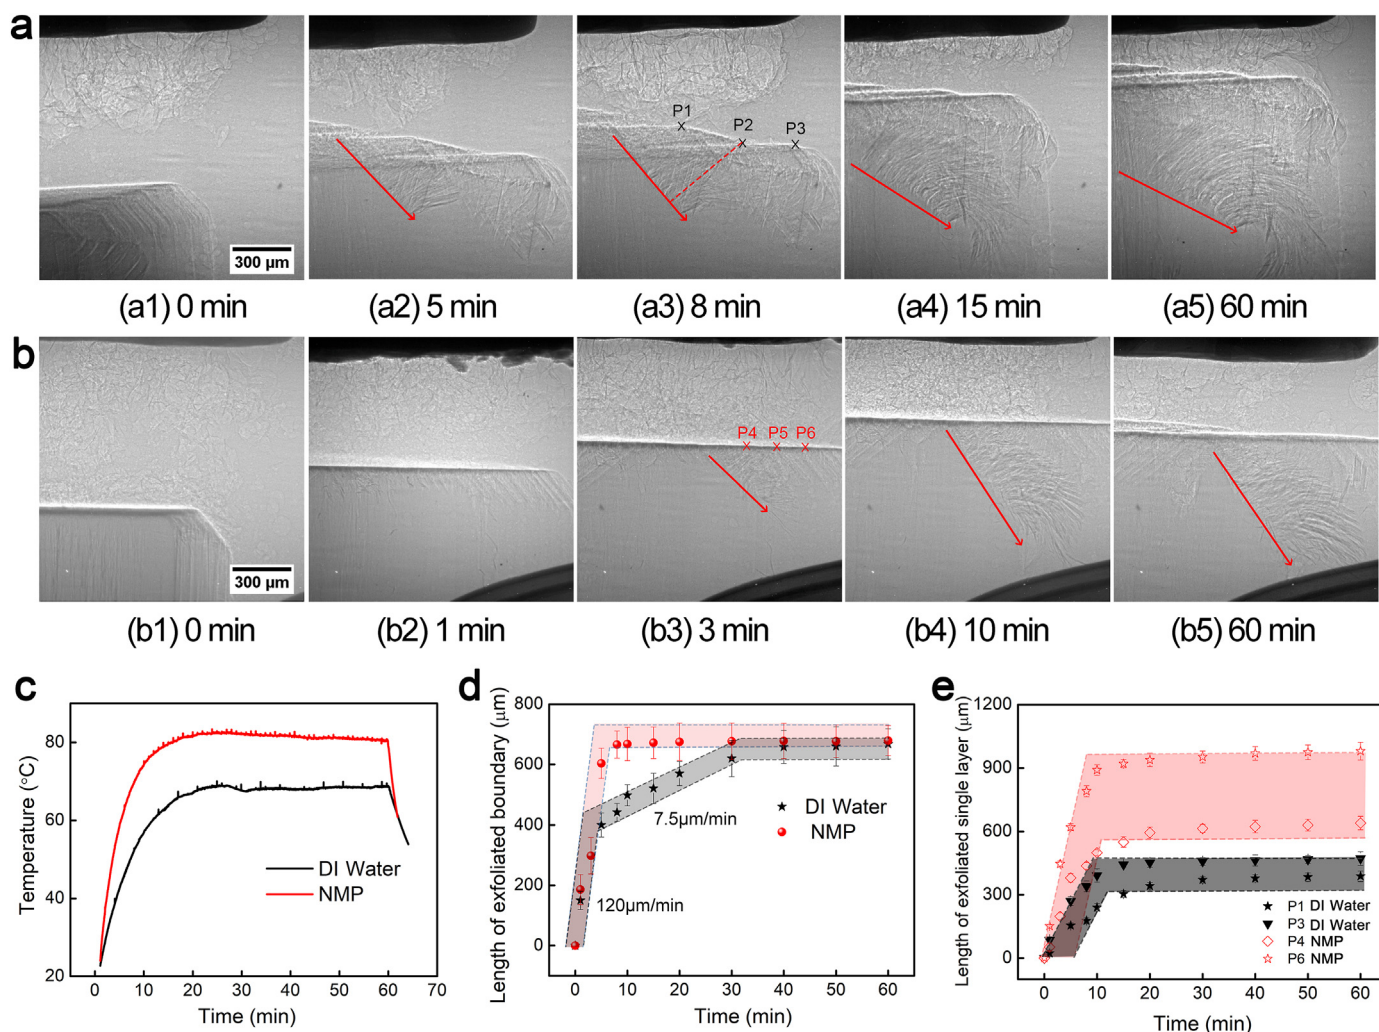 a
P1
P2
P3
300 µm
(a1) 0 min
(a2) 5 min
(a3) 8 min
(a4) 15 min
(a5) 60 min
b
P4
P5
P6
300 µm
(b1) 0 min
(b2) 1 min
(b3) 3 min
(b4) 10 min
(b5) 60 min
c
Temperature (°C)
80
60
40
20
DI Water
NMP
0 10 20 30 40 50 60 70
Time (min)
d
Length of exfoliated boundary (µm)
800
600
400
200
0
7.5µm/min
120µm/min
DI Water
NMP
0 10 20 30 40 50 60
Time (min)
e
Length of exfoliated single layer (µm)
1200
900
600
300
0
P1 DI Water
P3 DI Water
P4 NMP
P6 NMP
0 10 20 30 40 50 60
Time (min)